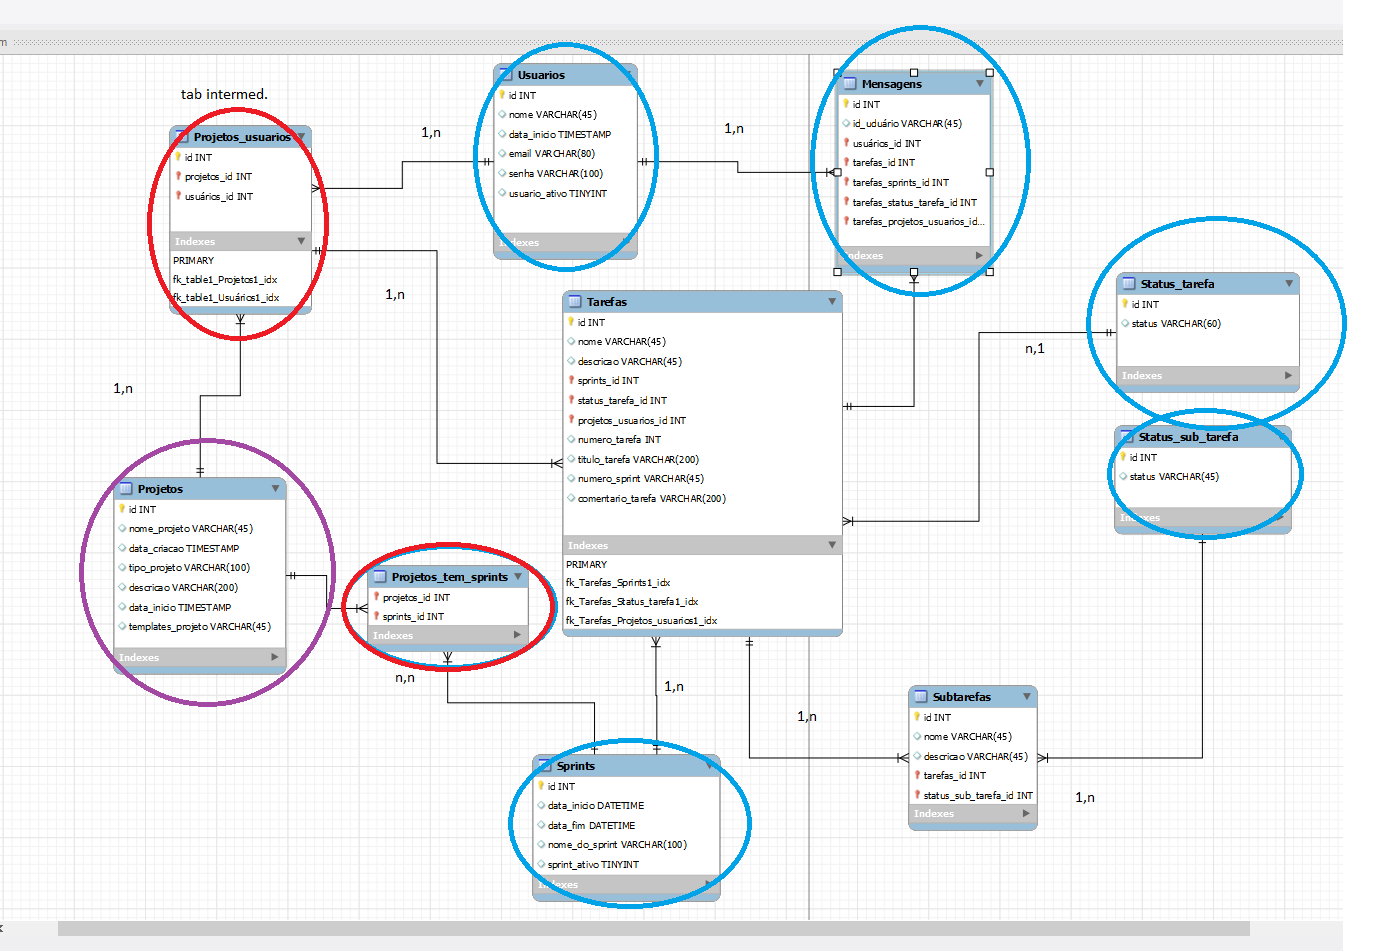 m
tab intermed.
Projetos_usuarios
id INT
projetos_id INT
usuários_id INT
Indexes
PRIMARY
fk_table1_Projetos1_idx
fk_table1_Usuários1_idx
1,n
Usuarios
id INT
nome VARCHAR(45)
data_inicio TIMESTAMP
email VARCHAR(80)
senha VARCHAR(100)
usuario_ativo TINYINT
Indexes
1,n
Mensagens
id INT
id_uduário VARCHAR(45)
usuários_id INT
tarefas_id INT
tarefas_sprints_id INT
tarefas_status_tarefa_id INT
tarefas_projetos_usuarios_id...
Indexes
1,n
Tarefas
id INT
nome VARCHAR(45)
descricao VARCHAR(45)
sprints_id INT
status_tarefa_id INT
projetos_usuarios_id INT
numero_tarefa INT
titulo_tarefa VARCHAR(200)
numero_sprint VARCHAR(45)
comentario_tarefa VARCHAR(200)
Indexes
PRIMARY
fk_Tarefas_Sprints1_idx
fk_Tarefas_Status_tarefa1_idx
fk_Tarefas_Projetos_usuarios1_idx
Status_tarefa
id INT
status VARCHAR(60)
Indexes
n,1
Status_sub_tarefa
id INT
status VARCHAR(45)
Indexes
1,n
Projetos
id INT
nome_projeto VARCHAR(45)
data_criacao TIMESTAMP
tipo_projeto VARCHAR(100)
descricao VARCHAR(200)
data_inicio TIMESTAMP
templates_projeto VARCHAR(45)
Indexes
Projetos_tem_sprints
projetos_id INT
sprints_id INT
Indexes
n,n
1,n
1,n
Subtarefas
id INT
nome VARCHAR(45)
descricao VARCHAR(45)
tarefas_id INT
status_sub_tarefa_id INT
Indexes
1,n
Sprints
id INT
data_inicio DATETIME
data_fim DATETIME
nome_do_sprint VARCHAR(100)
sprint_ativo TINYINT
Indexes